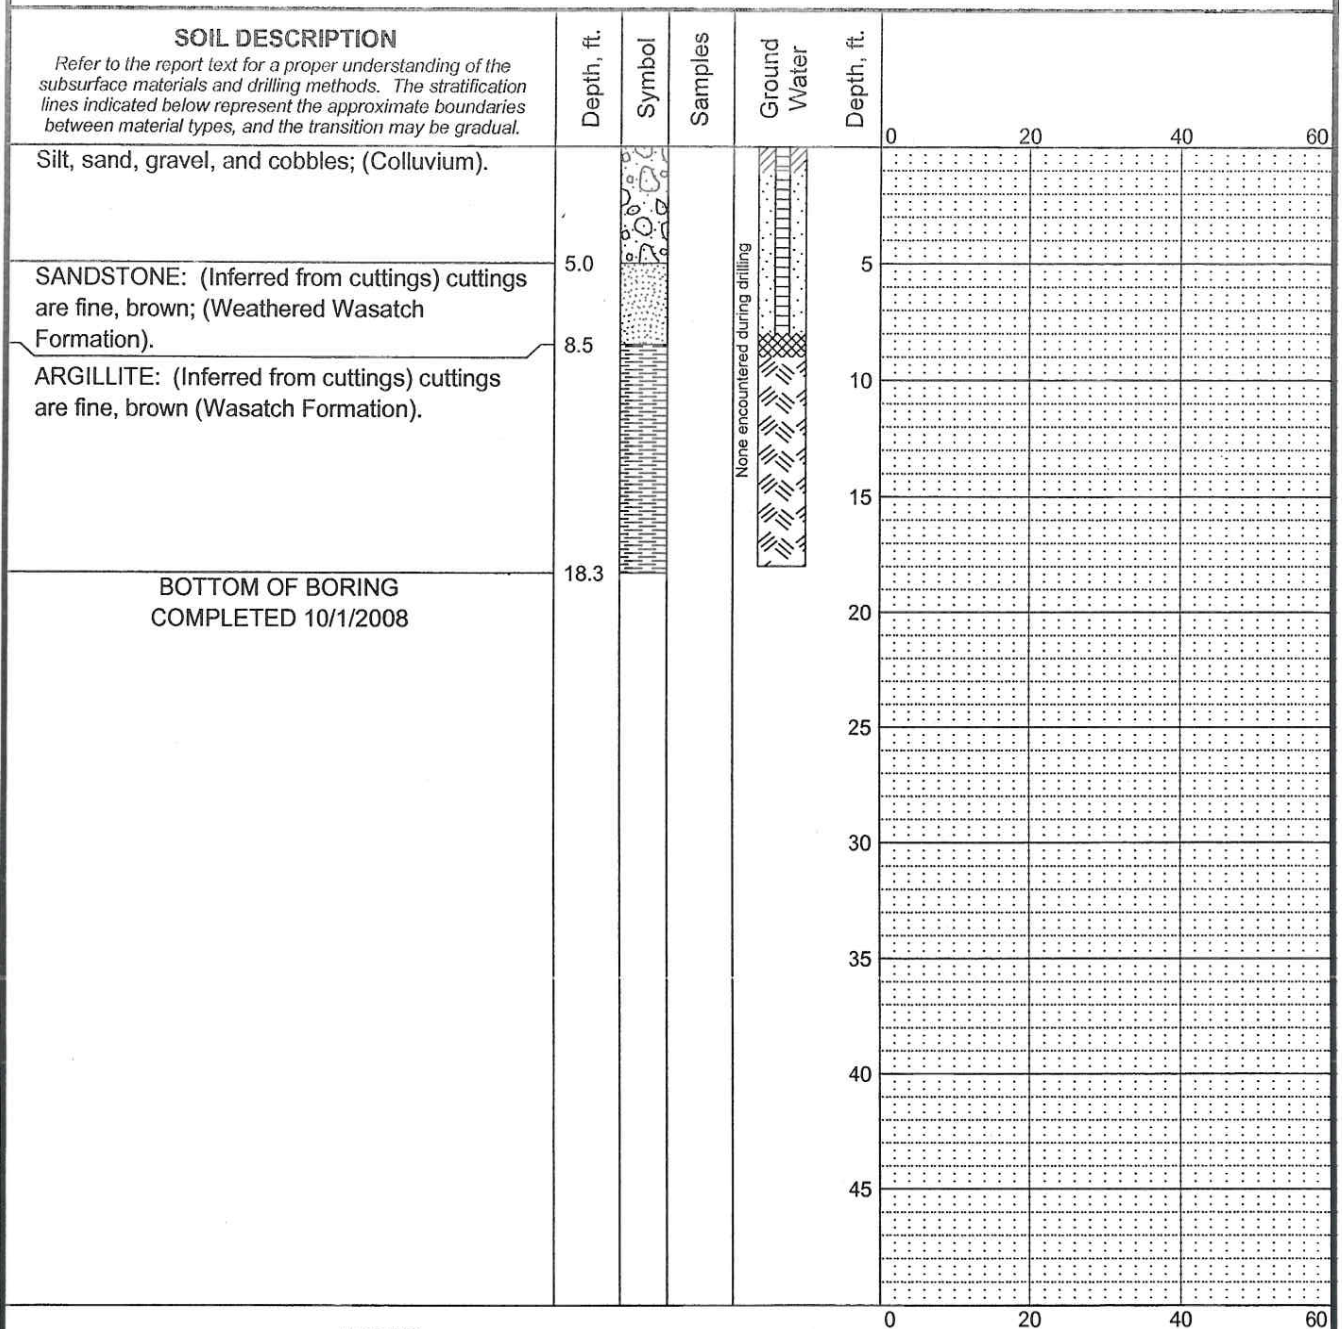 SOIL DESCRIPTION
Refer to the report text for a proper understanding of the
subsurface materials and drilling methods. The stratification
lines indicated below represent the approximate boundaries
between material types, and the transition may be gradual.
Depth, ft.
Symbol
Samples
Ground
Water
Depth, ft.
0 20 40 60
Silt, sand, gravel, and cobbles; (Colluvium).
5.0
SANDSTONE: (Inferred from cuttings) cuttings
are fine, brown; (Weathered Wasatch
Formation).
8.5
ARGILLITE: (Inferred from cuttings) cuttings
are fine, brown (Wasatch Formation).
18.3
BOTTOM OF BORING
COMPLETED 10/1/2008
None encountered during drilling
5
10
15
20
25
30
35
40
45
0 20 40 60